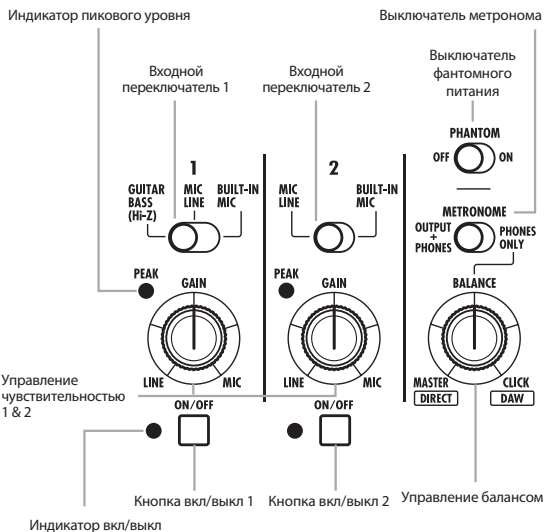 Индикатор пикового уровня
Выключатель метронома
Входной
переключатель 1
Входной
переключатель 2
Выключатель
фантомного
питания
PHANTOM
OFF
ON
1
2
GUITAR
BASS
(Hi-Z)
MIC
LINE
BUILT-IN
MIC
MIC
LINE
BUILT-IN
MIC
METRONOME
OUTPUT
+
PHONES
PHONES
ONLY
PEAK
GAIN
PEAK
GAIN
BALANCE
LINE
MIC
LINE
MIC
MASTER
DIRECT
CLICK
DAW
Управление
чувствительностью
1 & 2
ON/OFF
ON/OFF
Кнопка вкл/выкл 1
Кнопка вкл/выкл 2
Управление балансом
Индикатор вкл/выкл